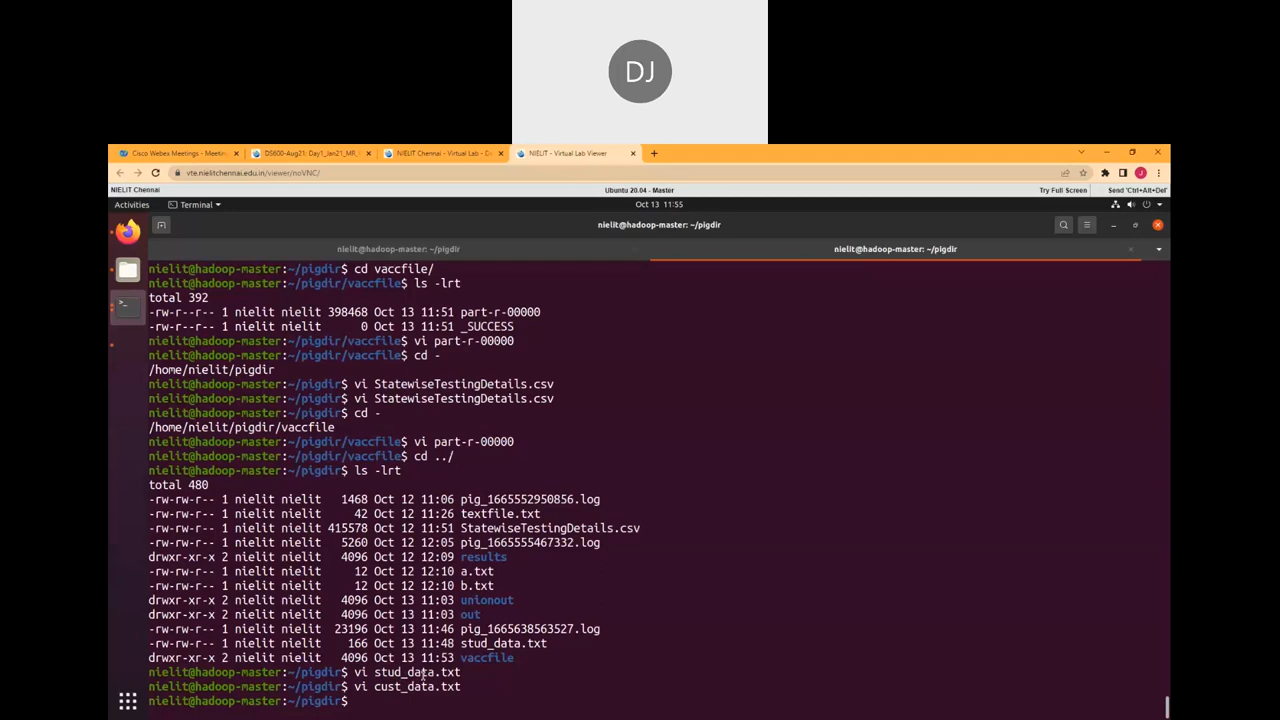 DJ
Cisco Webex Meetings - Meetin
DS600-Aug21: Day1_Jan21_MR,
NIELIT Chennai - Virtual Lab - D
NIELIT - Virtual Lab Viewer
vte.nielitchennai.edu.in/viewer/noVNC/
NIELIT Chennai
Ubuntu 20.04 - Master
Try Full Screen
Send 'Ctrl+Alt+Del'
Activities
Terminal
Oct 13 11:55
nielit@hadoop-master: ~/pigdir
nielit@hadoop-master: ~/pigdir
nielit@hadoop-master: ~/pigdir
nielit@hadoop-master:~/pigdir$ cd vaccfile/
nielit@hadoop-master:~/pigdir/vaccfile$ ls -lrt
total 392
-rw-r--r-- 1 nielit nielit 398468 Oct 13 11:51 part-r-00000
-rw-r--r-- 1 nielit nielit      0 Oct 13 11:51 _SUCCESS
nielit@hadoop-master:~/pigdir/vaccfile$ vi part-r-00000
nielit@hadoop-master:~/pigdir/vaccfile$ cd -
/home/nielit/pigdir
nielit@hadoop-master:~/pigdir$ vi StatewiseTestingDetails.csv
nielit@hadoop-master:~/pigdir$ vi StatewiseTestingDetails.csv
nielit@hadoop-master:~/pigdir$ cd -
/home/nielit/pigdir/vaccfile
nielit@hadoop-master:~/pigdir/vaccfile$ vi part-r-00000
nielit@hadoop-master:~/pigdir/vaccfile$ cd ../
nielit@hadoop-master:~/pigdir$ ls -lrt
total 480
-rw-rw-r-- 1 nielit nielit   1468 Oct 12 11:06 pig_1665552950856.log
-rw-rw-r-- 1 nielit nielit     42 Oct 12 11:26 textfile.txt
-rw-rw-r-- 1 nielit nielit 415578 Oct 12 11:51 StatewiseTestingDetails.csv
-rw-rw-r-- 1 nielit nielit   5260 Oct 12 12:05 pig_1665555467332.log
drwxr-xr-x 2 nielit nielit   4096 Oct 12 12:09 results
-rw-rw-r-- 1 nielit nielit     12 Oct 12 12:10 a.txt
-rw-rw-r-- 1 nielit nielit     12 Oct 12 12:10 b.txt
drwxr-xr-x 2 nielit nielit   4096 Oct 13 11:03 unionout
drwxr-xr-x 2 nielit nielit   4096 Oct 13 11:03 out
-rw-rw-r-- 1 nielit nielit  23196 Oct 13 11:46 pig_1665638563527.log
-rw-rw-r-- 1 nielit nielit    166 Oct 13 11:48 stud_data.txt
drwxr-xr-x 2 nielit nielit   4096 Oct 13 11:53 vaccfile
nielit@hadoop-master:~/pigdir$ vi stud_data.txt
nielit@hadoop-master:~/pigdir$ vi cust_data.txt
nielit@hadoop-master:~/pigdir$